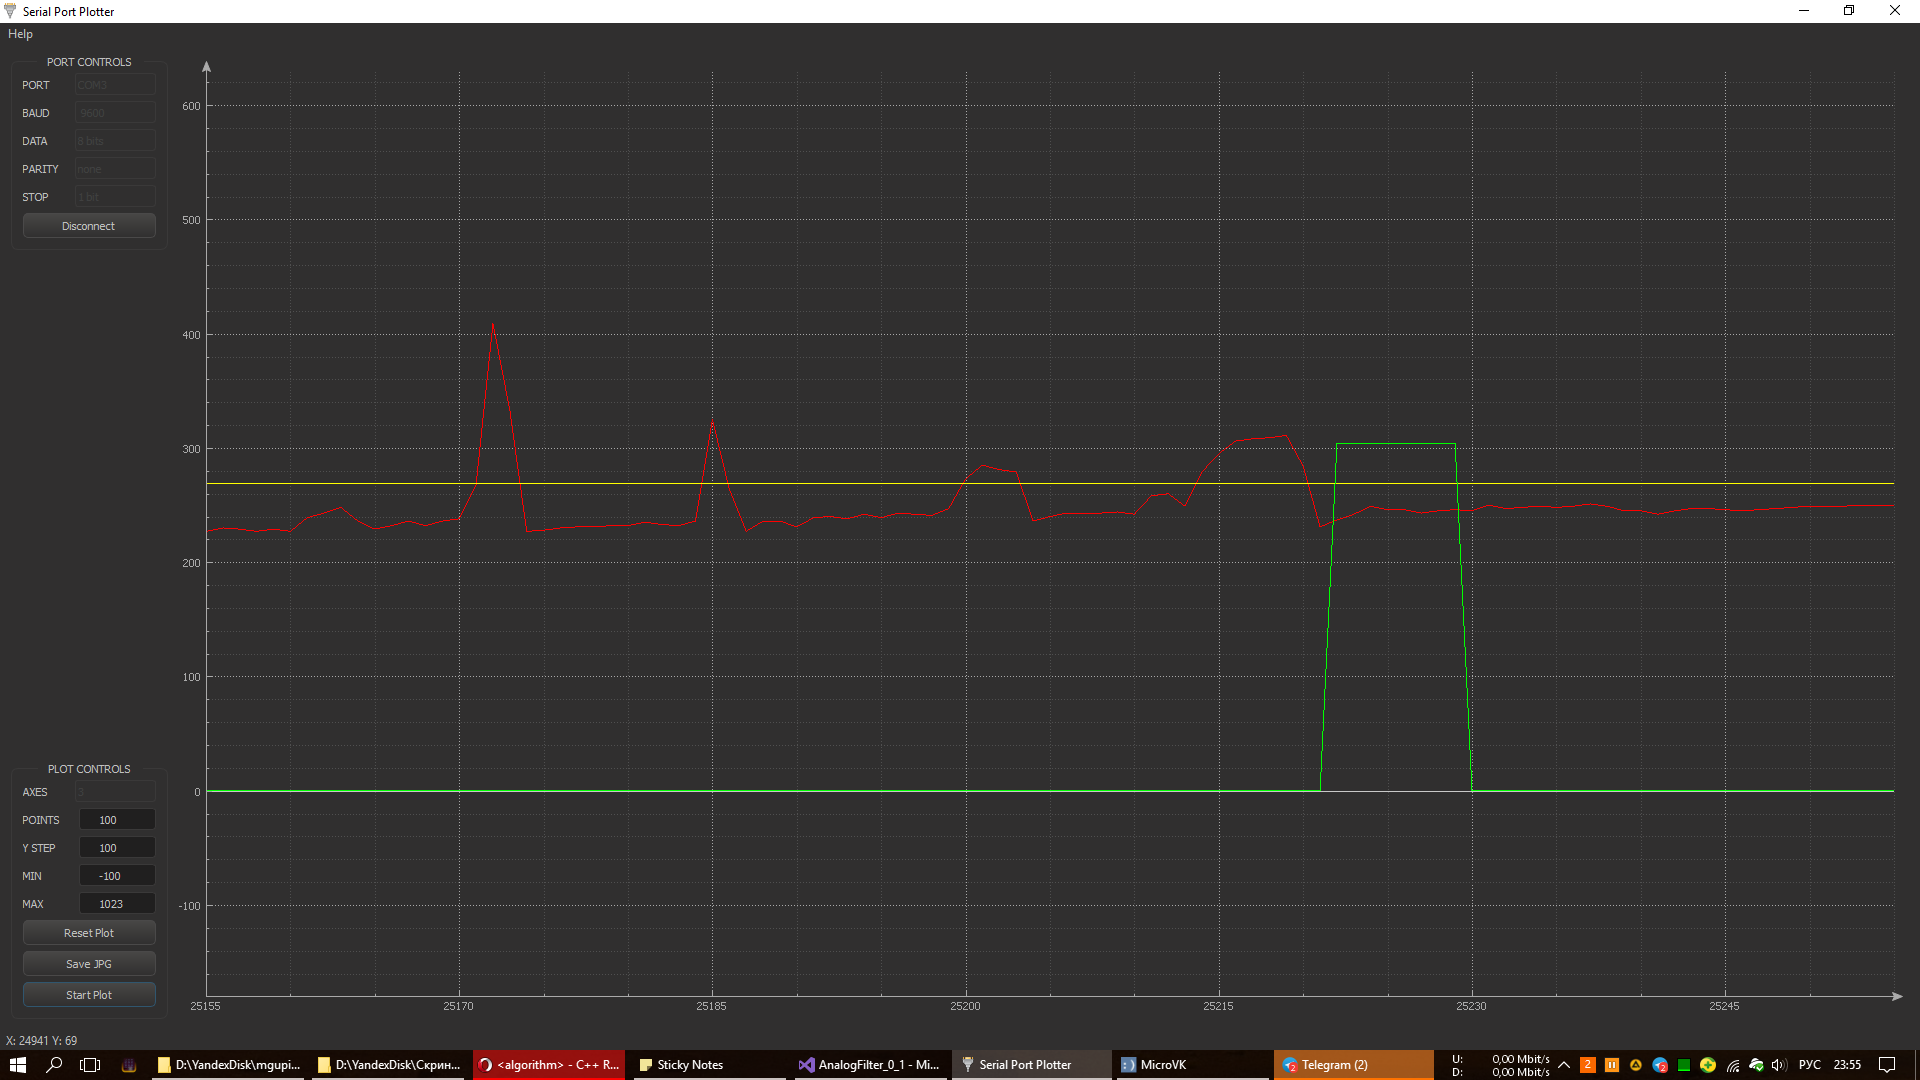 Serial Port Plotter
Help
PORT CONTROLS
PORT COM3
BAUD 9600
DATA 8 bits
PARITY none
STOP 1 bit
Disconnect
600
500
400
300
200
100
0
-100
25155 25170 25185 25200 25215 25230 25245
PLOT CONTROLS
AXES 3
POINTS 100
Y STEP 100
MIN -100
MAX 1023
Reset Plot
Save JPG
Start Plot
X: 24941 Y: 69
D:\YandexDisk\mgupi... D:\YandexDisk\Скрин... <algorithm> - C++ R... Sticky Notes AnalogFilter_0_1 - Mi... Serial Port Plotter MicroVK Telegram (2) U: 0,00 Mbit/s 2 2 РУС 23:55
D: 0,00 Mbit/s